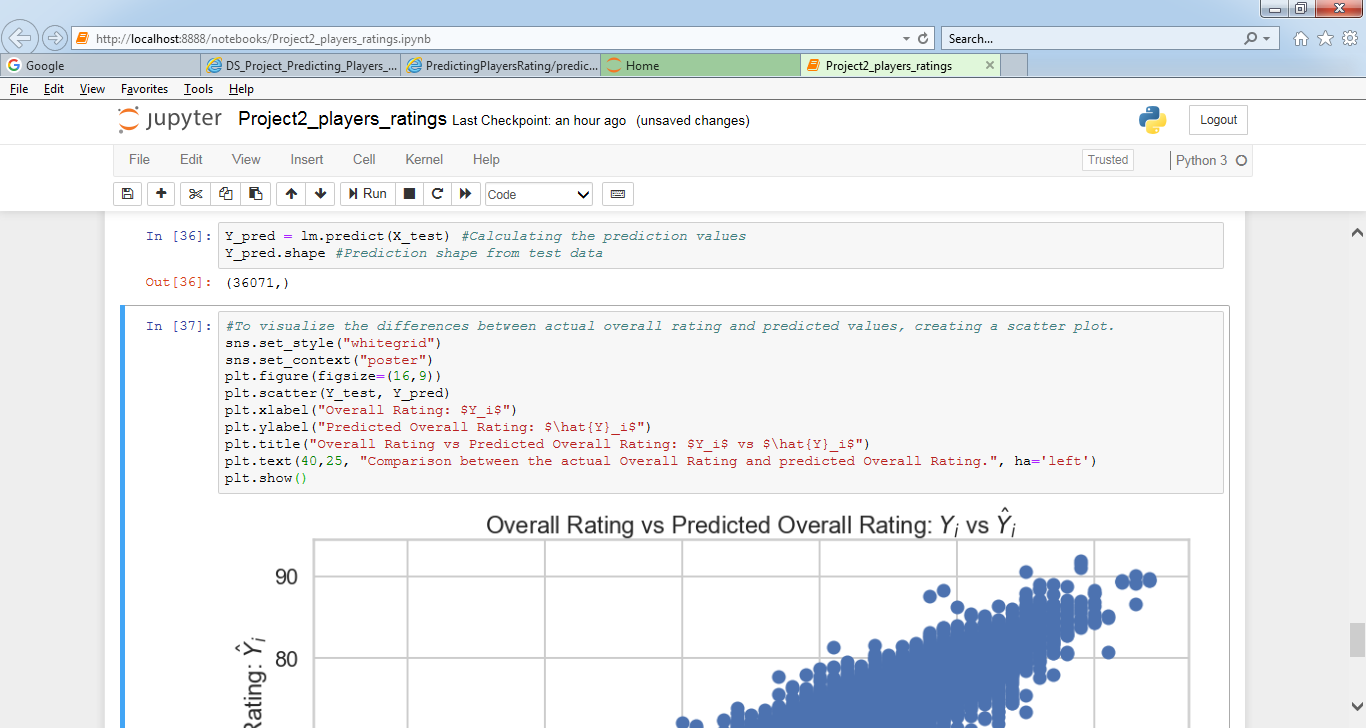 http://localhost:8888/notebooks/Project2_players_ratings.ipynb
Search...
Google
DS_Project_Predicting_Players_...
PredictingPlayersRating/predic...
Home
Project2_players_ratings
File Edit View Favorites Tools Help
jupyter Project2_players_ratings Last Checkpoint: an hour ago (unsaved changes)
Logout
File Edit View Insert Cell Kernel Help
Trusted
Python 3
Run
Code
In [36]: Y_pred = lm.predict(X_test) #Calculating the prediction values
Y_pred.shape #Prediction shape from test data
Out[36]: (36071,)
In [37]: #To visualize the differences between actual overall rating and predicted values, creating a scatter plot.
sns.set_style("whitegrid")
sns.set_context("poster")
plt.figure(figsize=(16,9))
plt.scatter(Y_test, Y_pred)
plt.xlabel("Overall Rating: $Y_i$")
plt.ylabel("Predicted Overall Rating: $\hat{Y}_i$")
plt.title("Overall Rating vs Predicted Overall Rating: $Y_i$ vs $\hat{Y}_i$")
plt.text(40,25, "Comparison between the actual Overall Rating and predicted Overall Rating.", ha='left')
plt.show()
Overall Rating vs Predicted Overall Rating: Yᵢ vs Ŷᵢ
90
80
Rating: Ŷᵢ